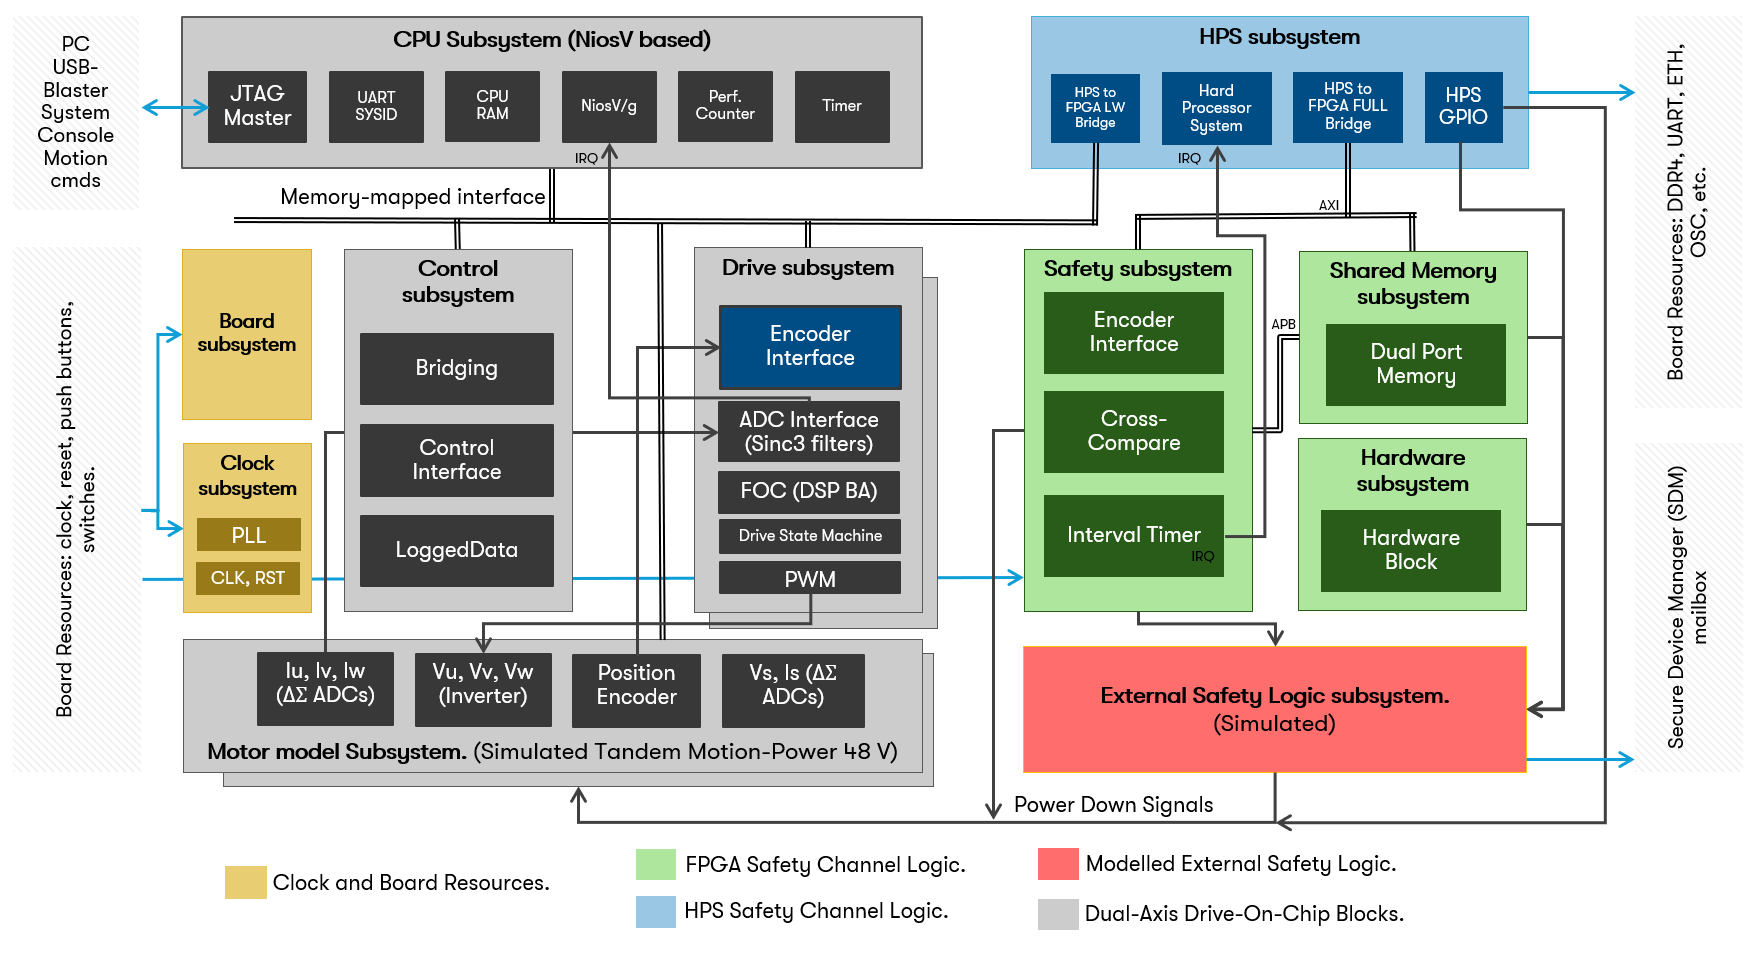 PC
USB-
Blaster
System
Console
Motion
cmds
CPU Subsystem (NiosV based)
JTAG
Master
UART
SYSID
CPU
RAM
NiosV/g
Perf.
Counter
Timer
IRQ
HPS subsystem
HPS to
FPGA LW
Bridge
Hard
Processor
System
HPS to
FPGA FULL
Bridge
HPS
GPIO
IRQ
Board Resources: DDR4, UART, ETH,
OSC, etc.
Memory-mapped interface
AXI
Board Resources: clock, reset, push buttons,
switches.
Board
subsystem
Clock
subsystem
PLL
CLK, RST
Control
subsystem
Bridging
Control
Interface
LoggedData
Drive subsystem
Encoder
Interface
ADC Interface
(Sinc3 filters)
FOC (DSP BA)
Drive State Machine
PWM
Safety subsystem
Encoder
Interface
Cross-
Compare
Interval Timer
IRQ
APB
Shared Memory
subsystem
Dual Port
Memory
Hardware
subsystem
Hardware
Block
Secure Device Manager (SDM)
mailbox
Iu, Iv, Iw
(ΔΣ ADCs)
Vu, Vv, Vw
(Inverter)
Position
Encoder
Vs, Is (ΔΣ
ADCs)
Motor model Subsystem. (Simulated Tandem Motion-Power 48 V)
External Safety Logic subsystem.
(Simulated)
Power Down Signals
Clock and Board Resources.
FPGA Safety Channel Logic.
HPS Safety Channel Logic.
Modelled External Safety Logic.
Dual-Axis Drive-On-Chip Blocks.